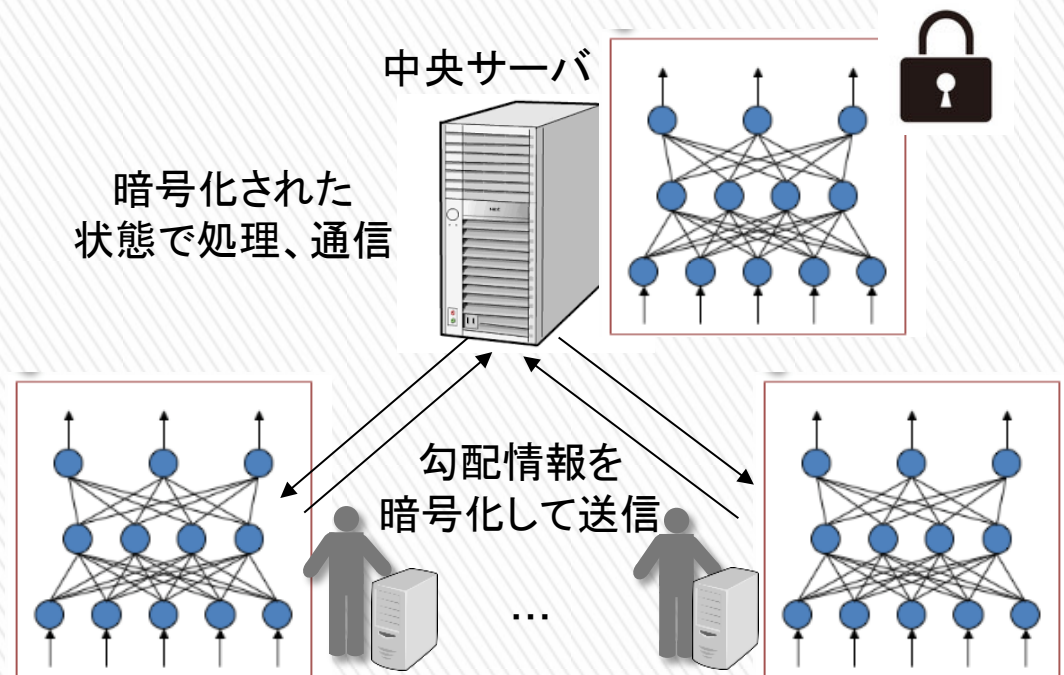 中央サーバ
暗号化された
状態で処理、通信
勾配情報を
暗号化して送信
…